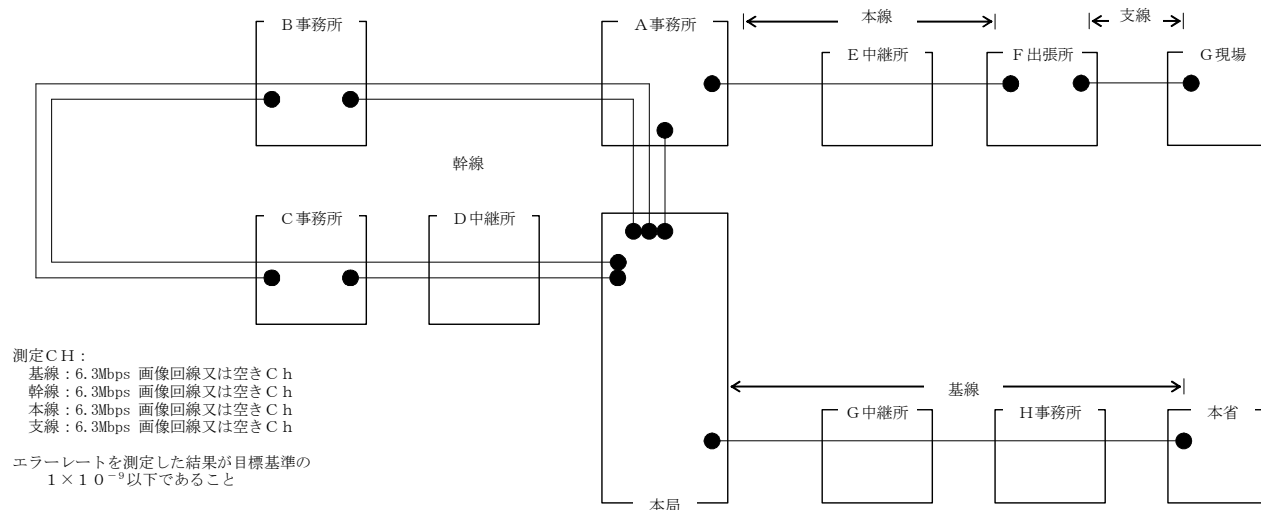 B事務所
A事務所
本線
支線
E中継所
F出張所
G現場
幹線
C事務所
D中継所
測定CH:
基線:6.3Mbps 画像回線又は空きCh
幹線:6.3Mbps 画像回線又は空きCh
本線:6.3Mbps 画像回線又は空きCh
支線:6.3Mbps 画像回線又は空きCh
エラーレートを測定した結果が目標基準の
1×10⁻⁹以下であること
基線
G中継所
H事務所
本省
本局